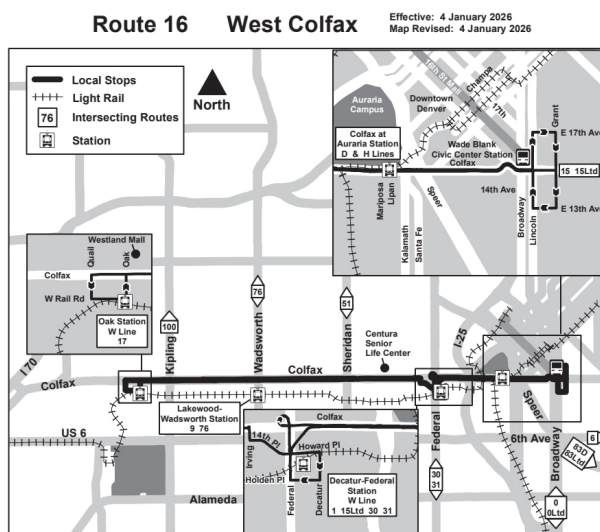 Route 16 West Colfax
Effective: 4 January 2026
Map Revised: 4 January 2026
Local Stops
Light Rail
76 Intersecting Routes
Station
North
16th St Mall
Champa
17th
Auraria
Campus
Downtown
Denver
Grant
E 17th Ave
Colfax at
Auraria Station
D & H Lines
Wade Blank
Civic Center Station
Colfax
15 15Ltd
Mariposa
Lipan
Kalamath
Santa Fe
Speer
14th Ave
Broadway
Lincoln
E 13th Ave
Westland Mall
Quail
Oak
Colfax
W Rail Rd
Oak Station
W Line
17
I 70
Colfax
100
Kipling
76
Wadsworth
51
Sheridan
Centura
Senior
Life Center
I-25
Colfax
Lakewood-
Wadsworth Station
9 76
US 6
Alameda
Colfax
Irving
14th Pl
Howard Pl
Holden Pl
Federal
Decatur
Decatur-Federal
Station
W Line
1 15Ltd 30 31
Federal
30
31
Speer
6th Ave
Broadway
6
83D
83Ltd
0
0Ltd